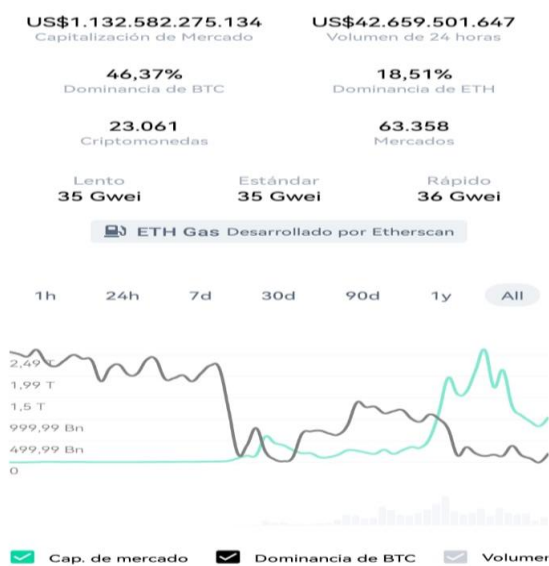 US$1.132.582.275.134 US$42.659.501.647
Capitalización de Mercado Volumen de 24 horas
46,37% 18,51%
Dominancia de BTC Dominancia de ETH
23.061 63.358
Criptomonedas Mercados
Lento Estándar Rápido
35 Gwei 35 Gwei 36 Gwei
ETH Gas Desarrollado por Etherscan
1h 24h 7d 30d 90d 1y All
2,49 T
1,99 T
1,5 T
999,99 Bn
499,99 Bn
0
Cap. de mercado Dominancia de BTC Volumen